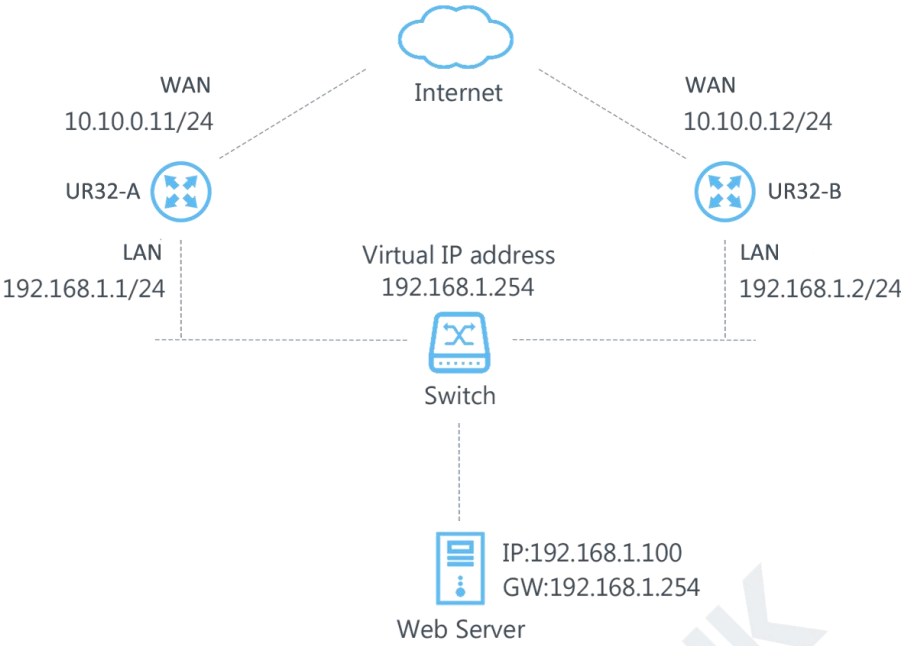 Internet
WAN
10.10.0.11/24
WAN
10.10.0.12/24
UR32-A
UR32-B
LAN
192.168.1.1/24
Virtual IP address
192.168.1.254
LAN
192.168.1.2/24
Switch
IP:192.168.1.100
GW:192.168.1.254
Web Server